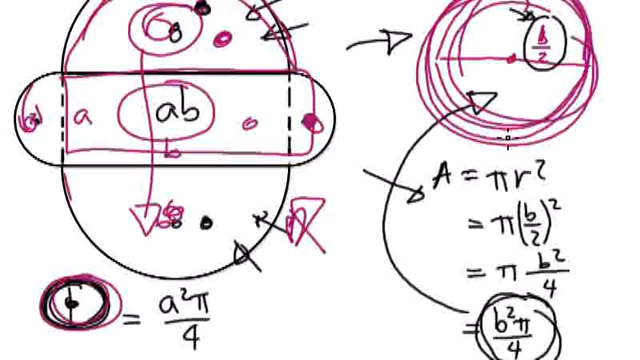 b/2
a ab
b
A = πr²
= π(b/2)²
= π b²/4
= b²π/4
= a²π/4